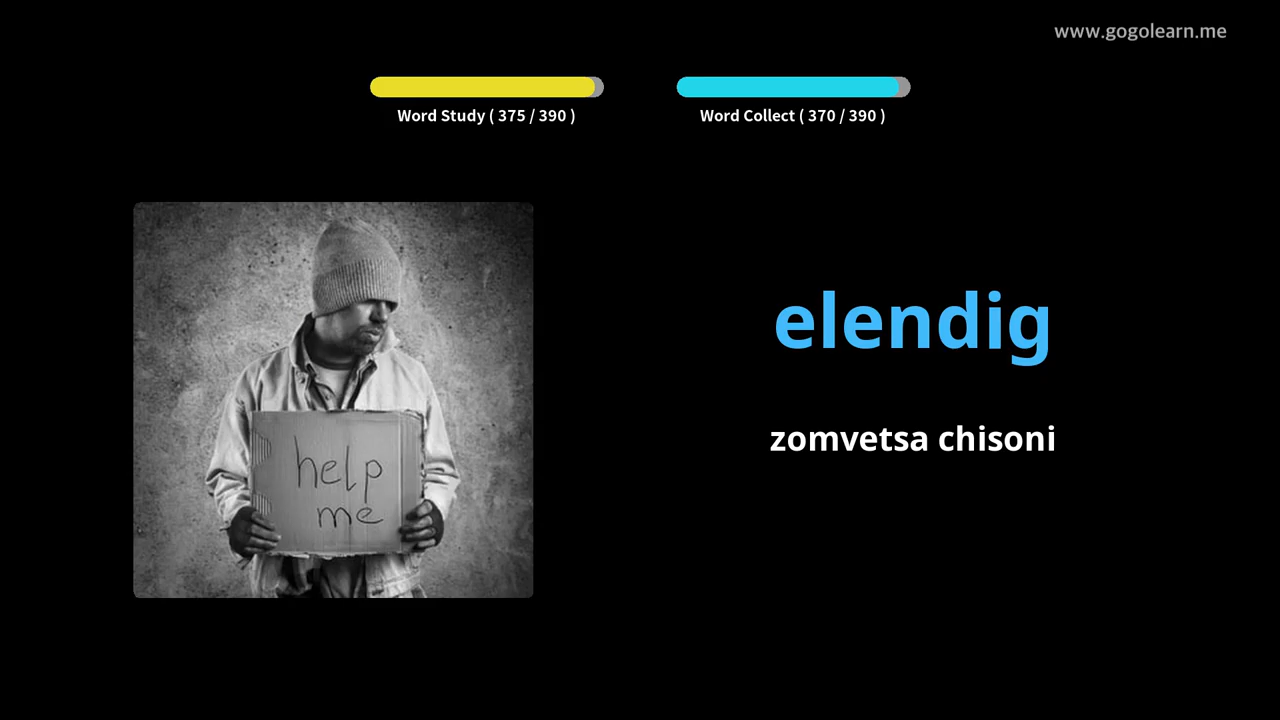 www.gogolearn.me
Word Study ( 375 / 390 )
Word Collect ( 370 / 390 )
help
me
elendig
zomvetsa chisoni